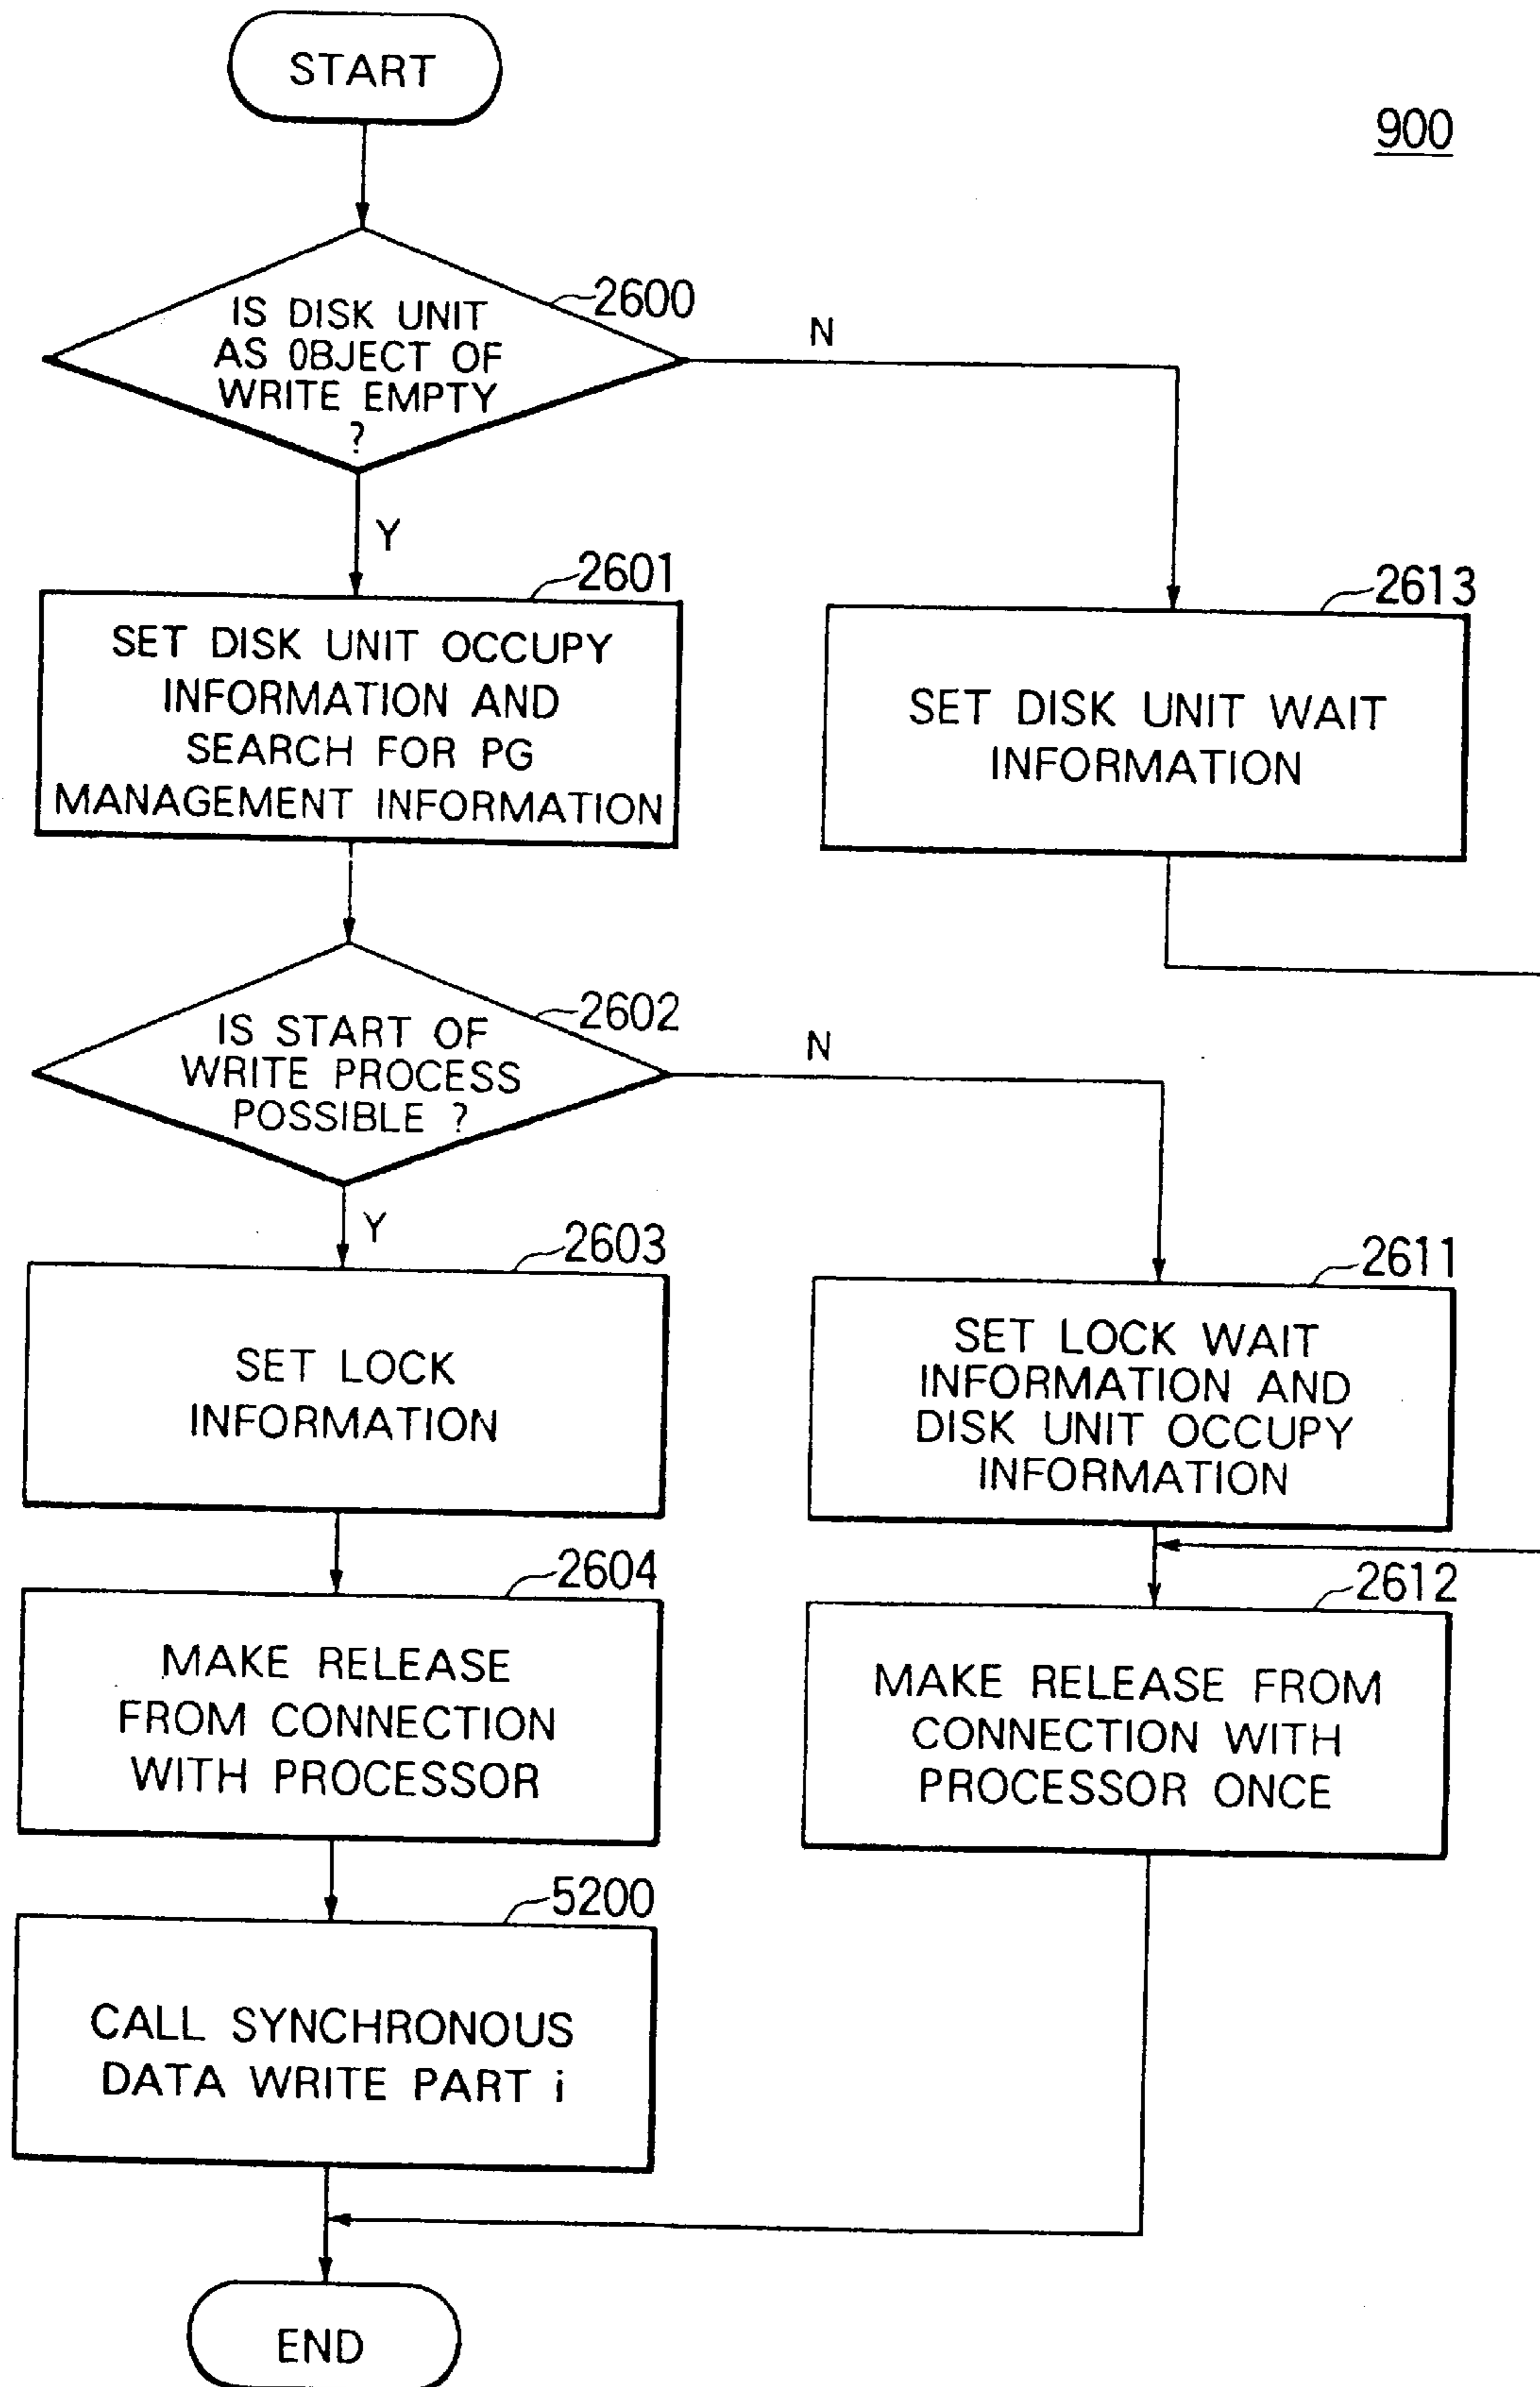 START
900
IS DISK UNIT
AS OBJECT OF
WRITE EMPTY
?
2600
N
Y
2601
SET DISK UNIT OCCUPY
INFORMATION AND
SEARCH FOR PG
MANAGEMENT INFORMATION
2613
SET DISK UNIT WAIT
INFORMATION
IS START OF
WRITE PROCESS
POSSIBLE ?
2602
N
Y
2603
SET LOCK
INFORMATION
2611
SET LOCK WAIT
INFORMATION AND
DISK UNIT OCCUPY
INFORMATION
2604
MAKE RELEASE
FROM CONNECTION
WITH PROCESSOR
2612
MAKE RELEASE FROM
CONNECTION WITH
PROCESSOR ONCE
5200
CALL SYNCHRONOUS
DATA WRITE PART i
END